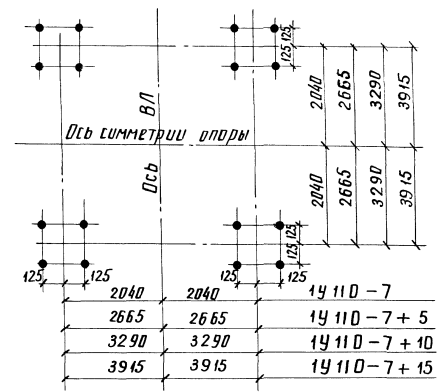 125
125
ВЛ
2040
2665
3290
3915
Ось симметрии опоры
Ось
2040
2665
3290
3915
125
125
125 125 125 125
2040 2040 1У110-7
2665 2665 1У110-7+5
3290 3290 1У110-7+10
3915 3915 1У110-7+15